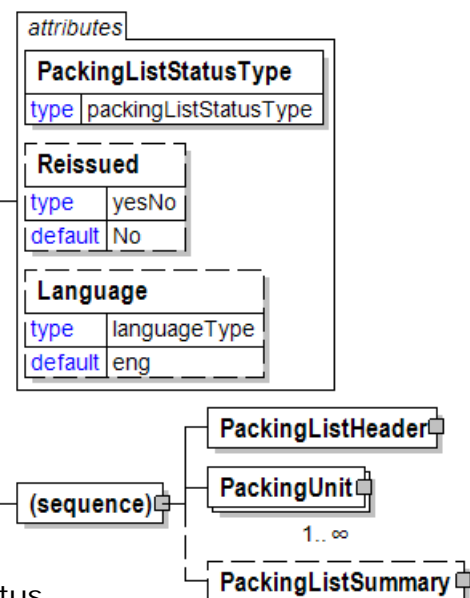 attributes
PackingListStatusType
type packingListStatusType
Reissued
type yesNo
default No
Language
type languageType
default eng
PackingListHeader
(sequence)
PackingUnit
1.. ∞
PackingListSummary